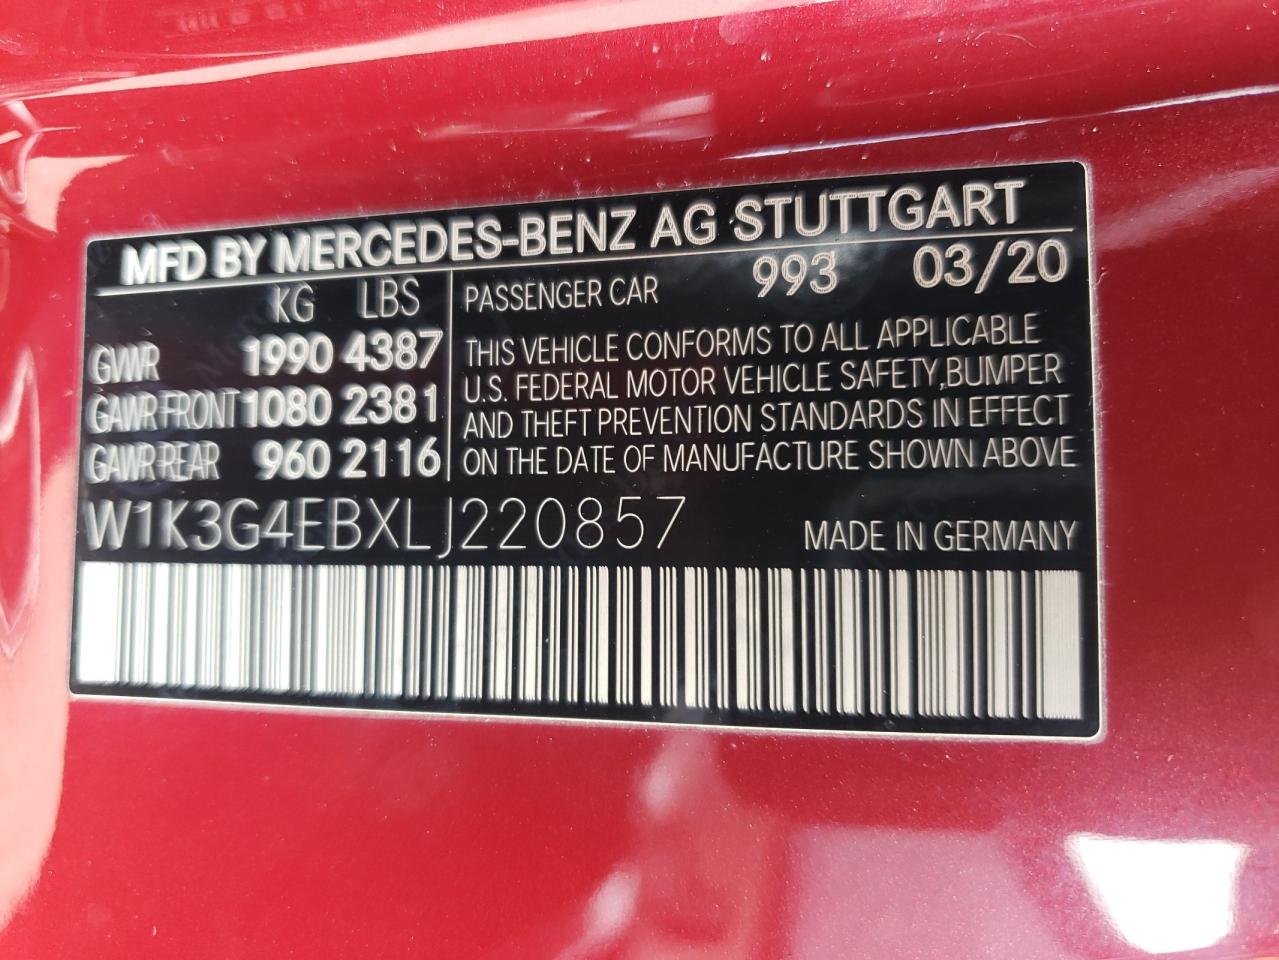 MFD BY MERCEDES-BENZ AG STUTTGART
KG LBS
GWWR 1990 4387
GAWR FRONT 1080 2381
GAWR REAR 960 2116
PASSENGER CAR 993 03/20
THIS VEHICLE CONFORMS TO ALL APPLICABLE
U.S. FEDERAL MOTOR VEHICLE SAFETY,BUMPER
AND THEFT PREVENTION STANDARDS IN EFFECT
ON THE DATE OF MANUFACTURE SHOWN ABOVE
W1K3G4EBXLJ220857
MADE IN GERMANY